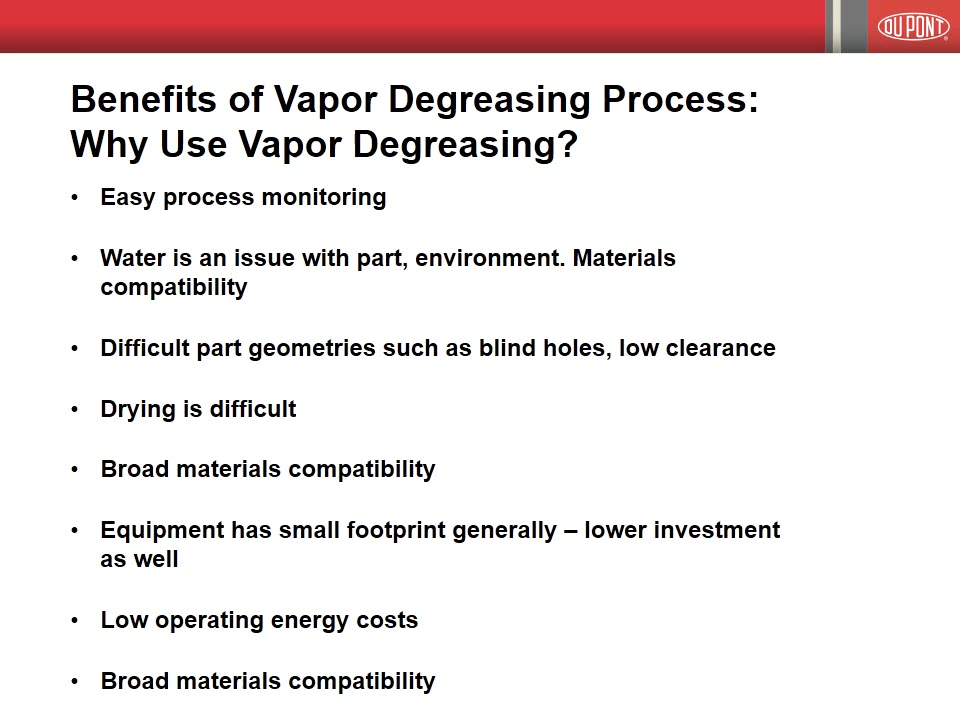 DU PONT
Benefits of Vapor Degreasing Process:
Why Use Vapor Degreasing?
• Easy process monitoring
• Water is an issue with part, environment. Materials
compatibility
• Difficult part geometries such as blind holes, low clearance
• Drying is difficult
• Broad materials compatibility
• Equipment has small footprint generally – lower investment
as well
• Low operating energy costs
• Broad materials compatibility